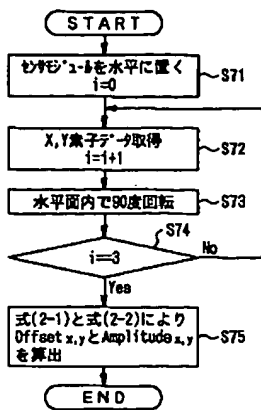 START
センサモジュールを水平に置く
i=0
S71
X,Y素子データ取得
i=i+1
S72
水平面内で90度回転
S73
S74
i==3
No
Yes
式(2-1)と式(2-2)により
Offset x,yとAmplitude x,y
を算出
S75
END